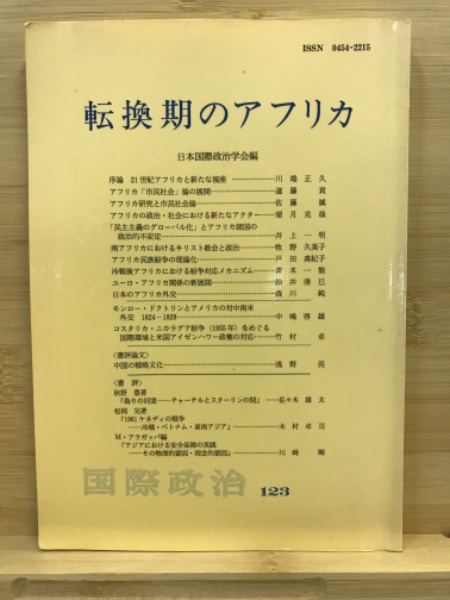 ISSN 0454-2215
転換期のアフリカ
日本国際政治学会編
序論 21世紀アフリカと新たな視座……………川端正久
アフリカ「市民社会」論の展開……………遠藤貢
アフリカ研究と市民社会論……………佐藤誠
アフリカの政治・社会における新たなアクター…望月克哉
「民主主義のグローバル化」とアフリカ諸国の
政治的不安定……………井上一明
南アフリカにおけるキリスト教会と政治……………牧野久美子
アフリカ民族紛争の理論化……………戸田真紀子
冷戦後アフリカにおける紛争対応メカニズム………青木一能
ユーロ・アフリカ関係の新展開……………鈴井清巳
日本のアフリカ外交……………森川純
モンロー・ドクトリンとアメリカの対中南米
外交 1824-1828……………中嶋啓雄
コスタリカ・ニカラグア紛争(1955年)をめぐる
国際環境と米国アイゼンハワー政権の対応……竹村卓
〈書評論文〉
中国の戦略文化……………浅野亮
〈書 評〉
秋野 豊著
『偽りの同盟――チャーチルとスターリンの間』……佐々木雄太
松岡 完著
『1961 ケネディの戦争
――冷戦・ベトナム・東南アジア』……………木村卓司
M・アラガッパ編
『アジアにおける安全保障の実践
――その物質的要因・観念的要因』……………川崎剛
国際政治 123